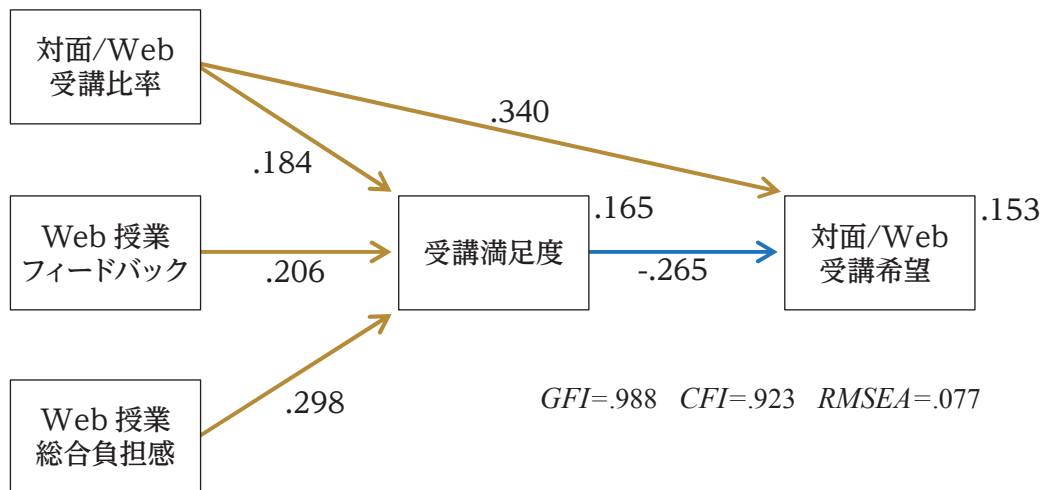 対面/Web
受講比率
.340
.184
Web 授業
フィードバック
.206
受講満足度
.165
-.265
対面/Web
受講希望
.153
Web 授業
総合負担感
.298
GFI=.988 CFI=.923 RMSEA=.077